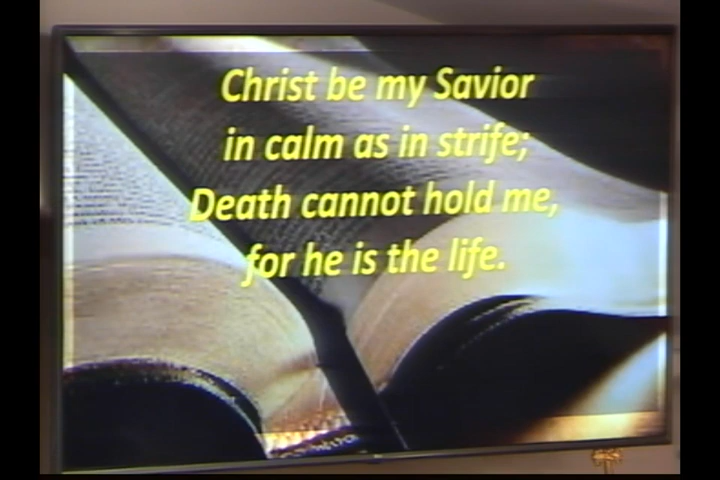 Christ be my Savior
in calm as in strife;
Death cannot hold me,
for he is the life.